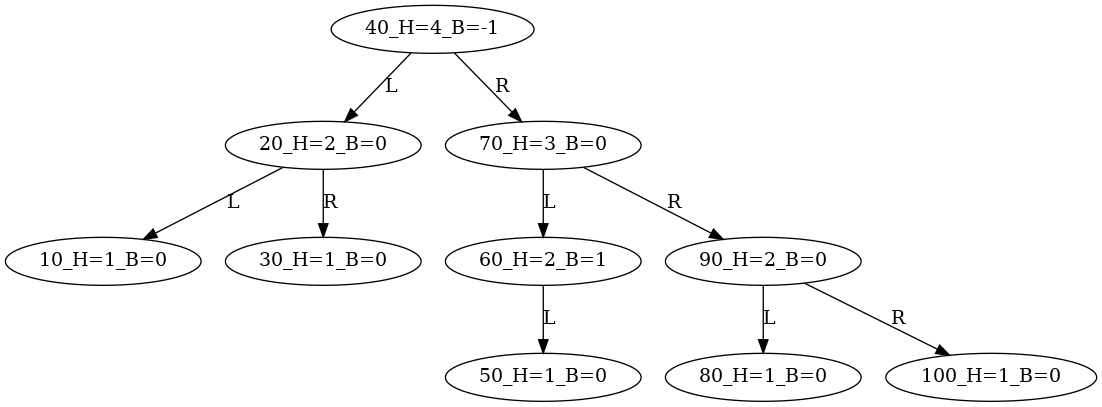 40_H=4_B=-1
L
R
20_H=2_B=0
70_H=3_B=0
L
R
L
R
10_H=1_B=0
30_H=1_B=0
60_H=2_B=1
90_H=2_B=0
L
L
R
50_H=1_B=0
80_H=1_B=0
100_H=1_B=0